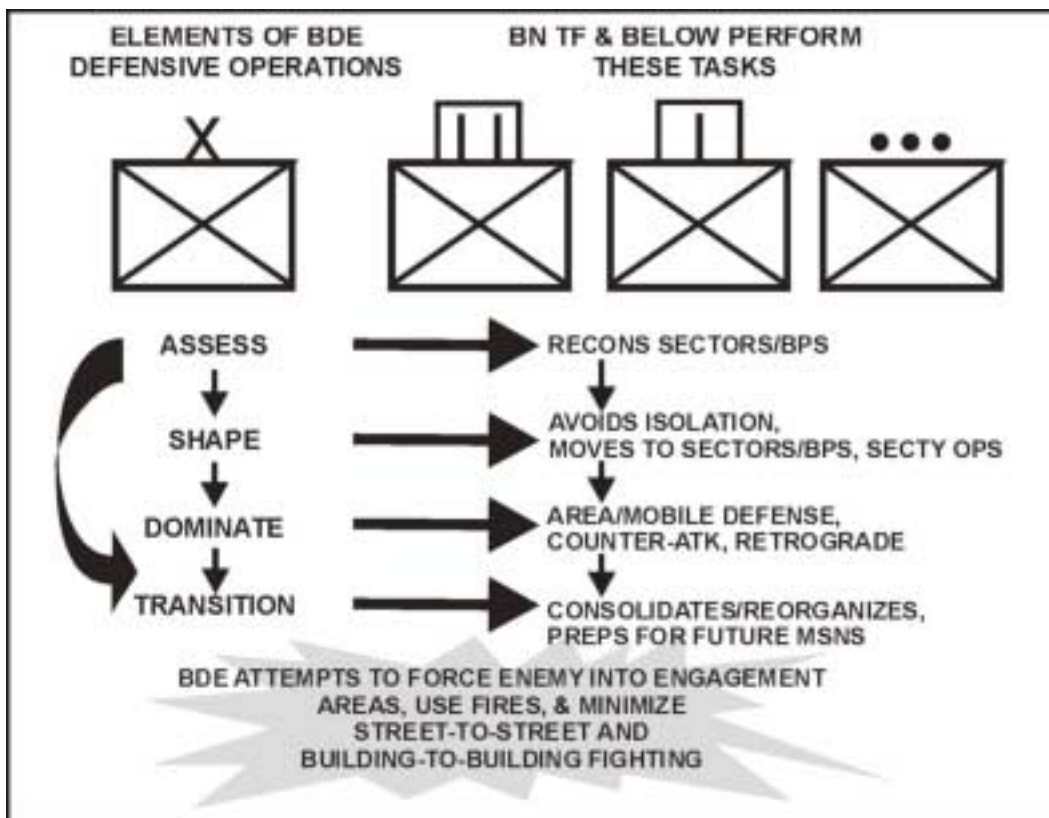 ELEMENTS OF BDE
DEFENSIVE OPERATIONS
BN TF & BELOW PERFORM
THESE TASKS
X
ASSESS
RECONS SECTORS/BPS
SHAPE
AVOIDS ISOLATION,
MOVES TO SECTORS/BPS, SECTY OPS
DOMINATE
AREA/MOBILE DEFENSE,
COUNTER-ATK, RETROGRADE
TRANSITION
CONSOLIDATES/REORGANIZES,
PREPS FOR FUTURE MSNS
BDE ATTEMPTS TO FORCE ENEMY INTO ENGAGEMENT
AREAS, USE FIRES, & MINIMIZE
STREET-TO-STREET AND
BUILDING-TO-BUILDING FIGHTING